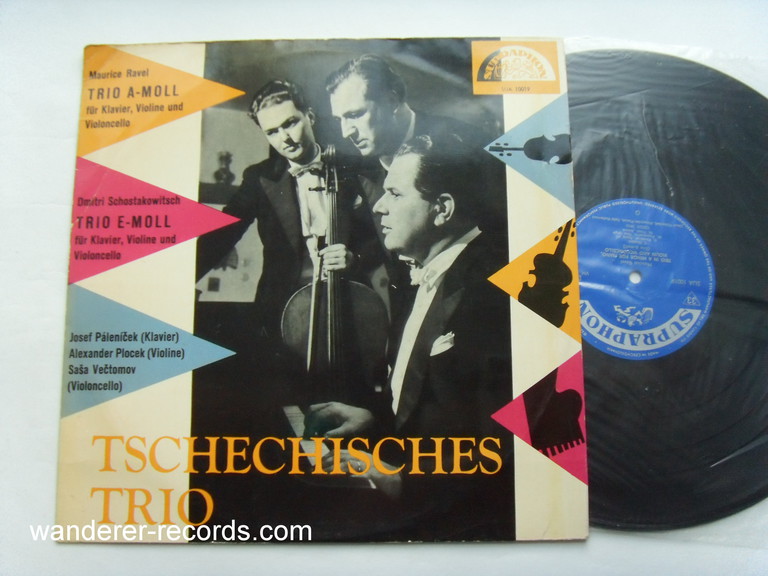 Maurice Ravel
TRIO A-MOLL
für Klavier, Violine und
Violoncello
SUPRAPHON
Dmitri Schostakowitsch
TRIO E-MOLL
für Klavier, Violine und
Violoncello
Josef Páleníček (Klavier)
Alexander Plocek (Violine)
Saša Večtomov
(Violoncello)
TSCHECHISCHES
TRIO
SUPRAPHON
wanderer-records.com